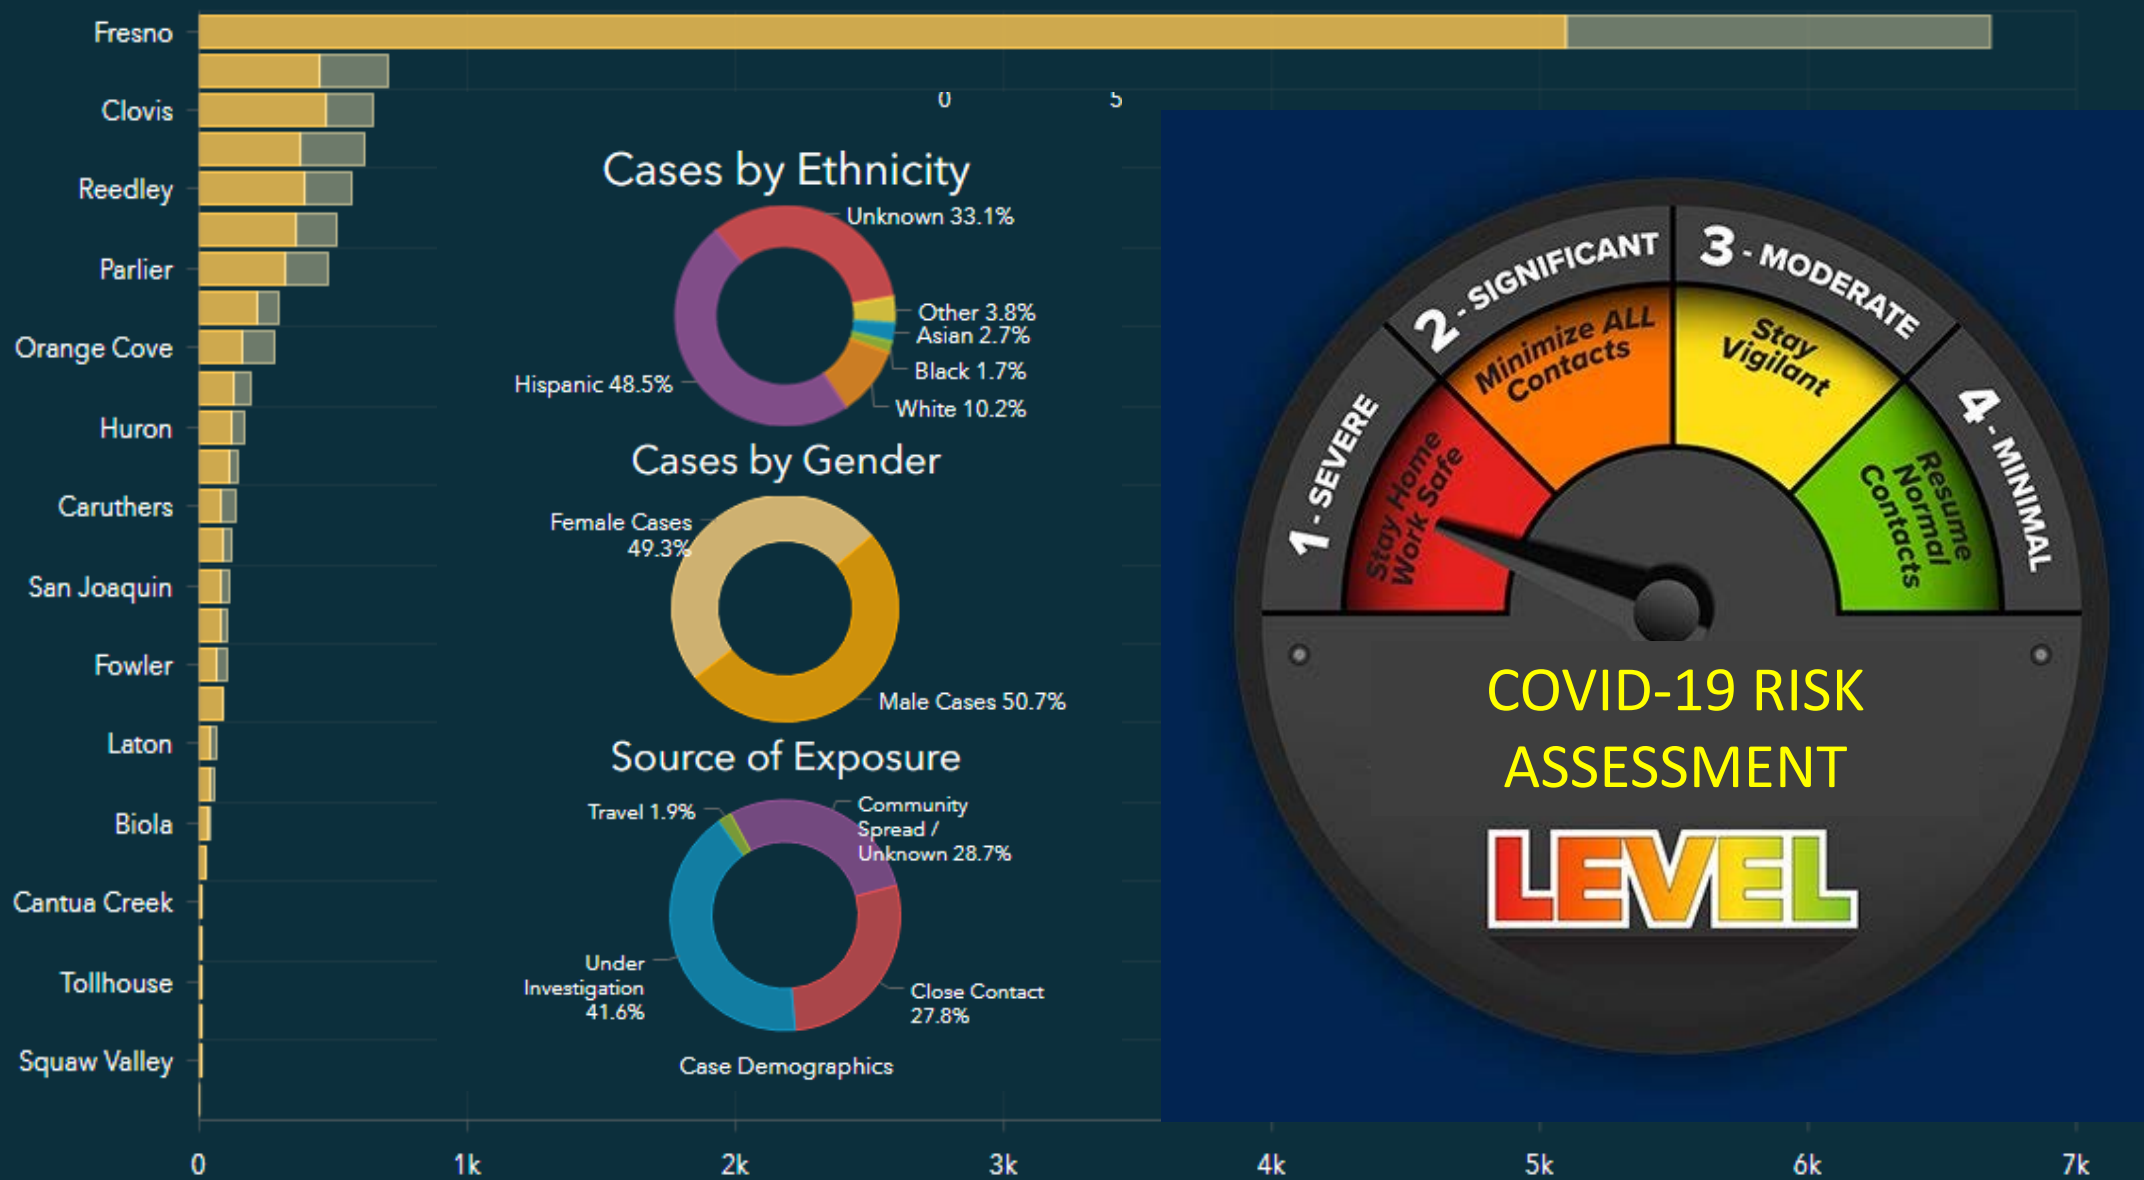 Fresno
Clovis
Reedley
Parlier
Orange Cove
Huron
Caruthers
San Joaquin
Fowler
Laton
Biola
Cantua Creek
Tollhouse
Squaw Valley
0 1k 2k 3k 4k 5k 6k 7k
0 5
Cases by Ethnicity
Unknown 33.1%
Other 3.8%
Asian 2.7%
Black 1.7%
White 10.2%
Hispanic 48.5%
Cases by Gender
Female Cases
49.3%
Male Cases 50.7%
Source of Exposure
Travel 1.9%
Community
Spread /
Unknown 28.7%
Under
Investigation
41.6%
Close Contact
27.8%
Case Demographics
1 - SEVERE
2 - SIGNIFICANT
3 - MODERATE
4 - MINIMAL
Stay Home
Work Safe
Minimize ALL
Contacts
Stay
Vigilant
Resume
Normal
Contacts
COVID-19 RISK
ASSESSMENT
LEVEL